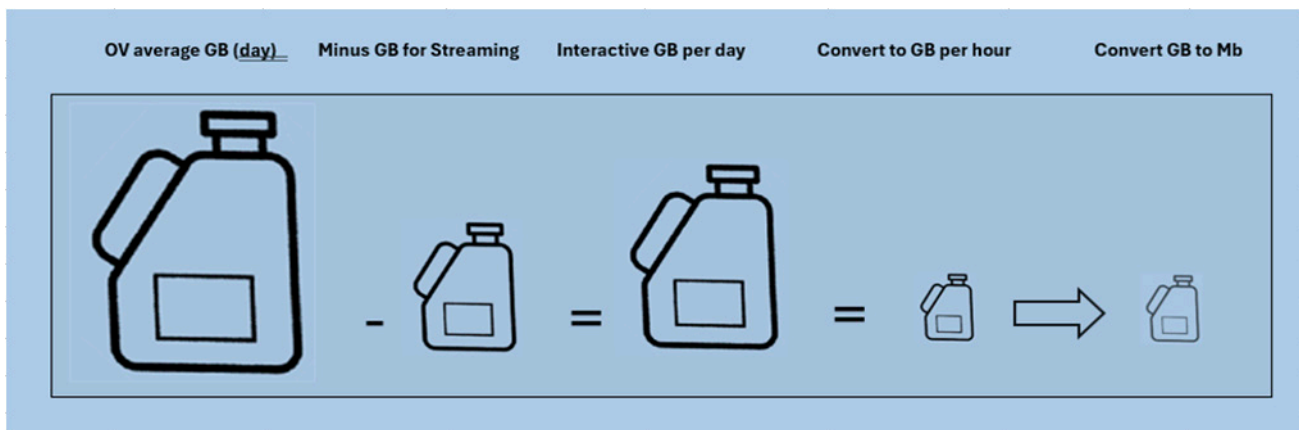 OV average GB (day) Minus GB for Streaming Interactive GB per day Convert to GB per hour Convert GB to Mb
- = =